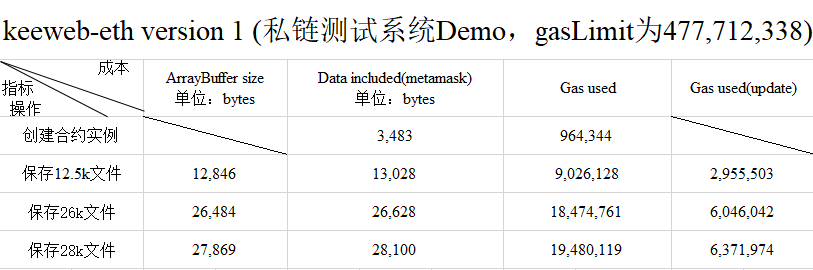 keeweb-eth version 1 (私链测试系统Demo，gasLimit为477,712,338)
成本
指标
操作
ArrayBuffer size
单位：bytes
Data included(metamask)
单位：bytes
Gas used
Gas used(update)
创建合约实例 3,483 964,344
保存12.5k文件 12,846 13,028 9,026,128 2,955,503
保存26k文件 26,484 26,628 18,474,761 6,046,042
保存28k文件 27,869 28,100 19,480,119 6,371,974